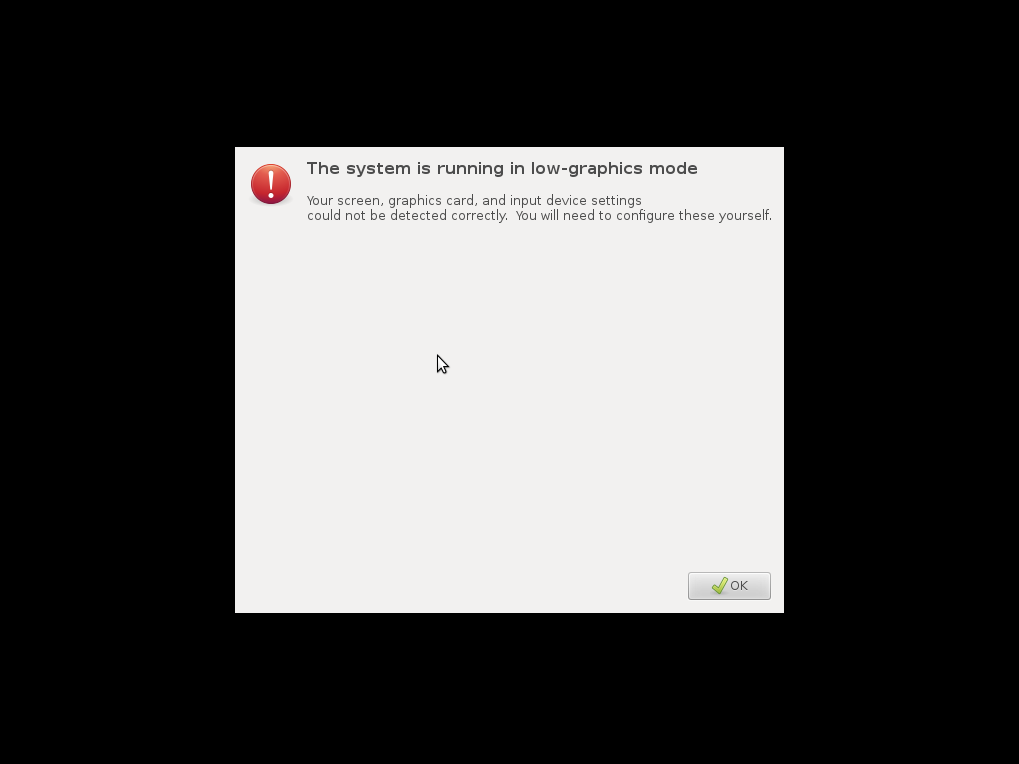 The system is running in low-graphics mode
Your screen, graphics card, and input device settings
could not be detected correctly.  You will need to configure these yourself.
OK